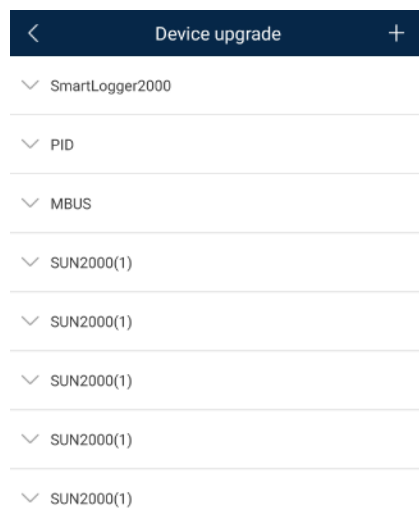 Device upgrade
SmartLogger2000
PID
MBUS
SUN2000(1)
SUN2000(1)
SUN2000(1)
SUN2000(1)
SUN2000(1)